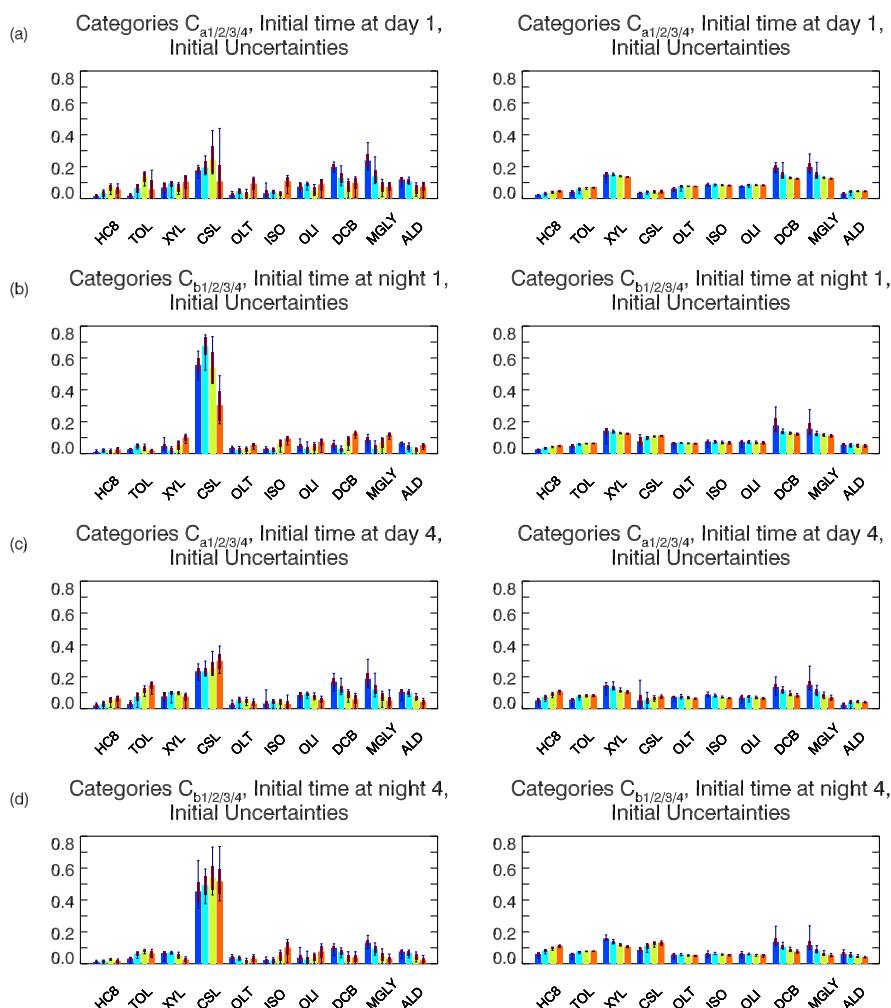 (a)
Categories Ca1/2/3/4, Initial time at day 1,
Initial Uncertainties
0.8
0.6
0.4
0.2
0.0
HC8 TOL XYL CSL OLT ISO OLI DCB MGLY ALD
Categories Ca1/2/3/4, Initial time at day 1,
Initial Uncertainties
0.8
0.6
0.4
0.2
0.0
HC8 TOL XYL CSL OLT ISO OLI DCB MGLY ALD
(b)
Categories Cb1/2/3/4, Initial time at night 1,
Initial Uncertainties
0.8
0.6
0.4
0.2
0.0
HC8 TOL XYL CSL OLT ISO OLI DCB MGLY ALD
Categories Cb1/2/3/4, Initial time at night 1,
Initial Uncertainties
0.8
0.6
0.4
0.2
0.0
HC8 TOL XYL CSL OLT ISO OLI DCB MGLY ALD
(c)
Categories Ca1/2/3/4, Initial time at day 4,
Initial Uncertainties
0.8
0.6
0.4
0.2
0.0
HC8 TOL XYL CSL OLT ISO OLI DCB MGLY ALD
Categories Ca1/2/3/4, Initial time at day 4,
Initial Uncertainties
0.8
0.6
0.4
0.2
0.0
HC8 TOL XYL CSL OLT ISO OLI DCB MGLY ALD
(d)
Categories Cb1/2/3/4, Initial time at night 4,
Initial Uncertainties
0.8
0.6
0.4
0.2
0.0
HC8 TOL XYL CSL OLT ISO OLI DCB MGLY ALD
Categories Cb1/2/3/4, Initial time at night 4,
Initial Uncertainties
0.8
0.6
0.4
0.2
0.0
HC8 TOL XYL CSL OLT ISO OLI DCB MGLY ALD